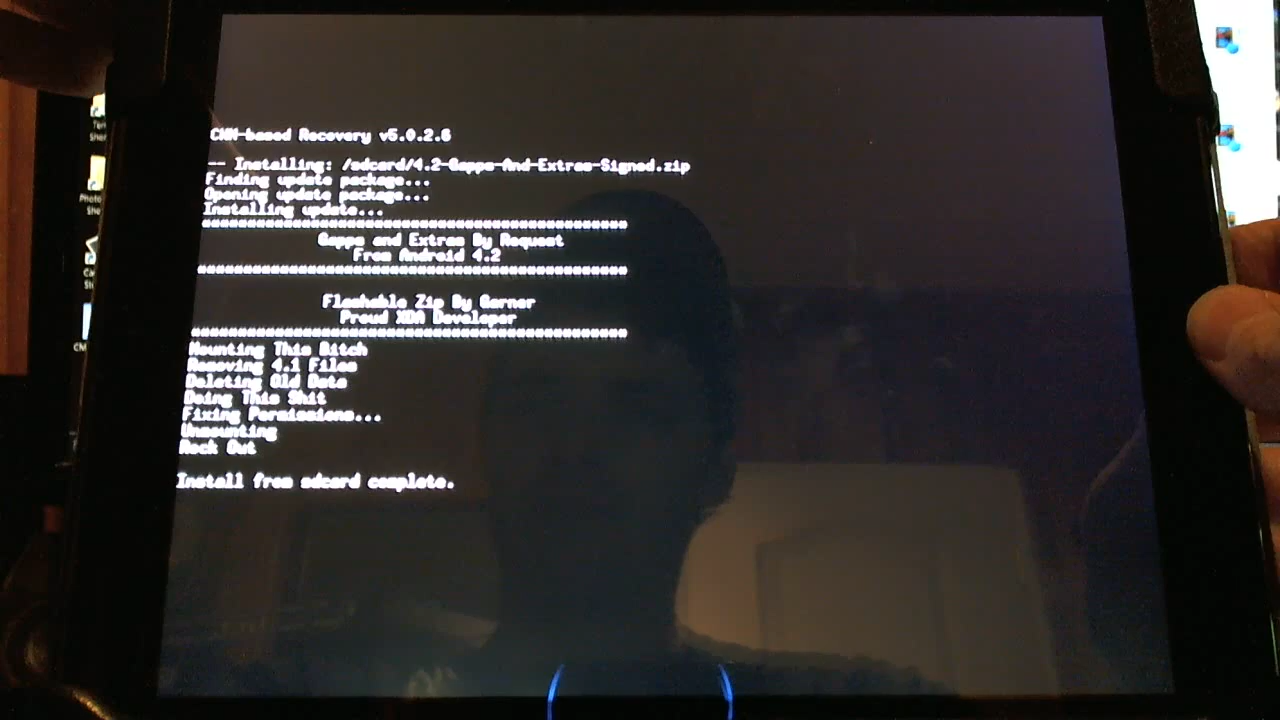 CWM-based Recovery v5.0.2.6
-- Installing: /sdcard/4.2-Gapps-And-Extras-Signed.zip
Finding update package...
Opening update package...
Installing update...
Gapps and Extras By Request
From Android 4.2
Flashable Zip By Garner
Proud XDA Developer
Mounting This Bitch
Removing 4.1 Files
Deleting Old Data
Doing This Shit
Fixing Permissions...
Unmounting
Rock Out
Install from sdcard complete.